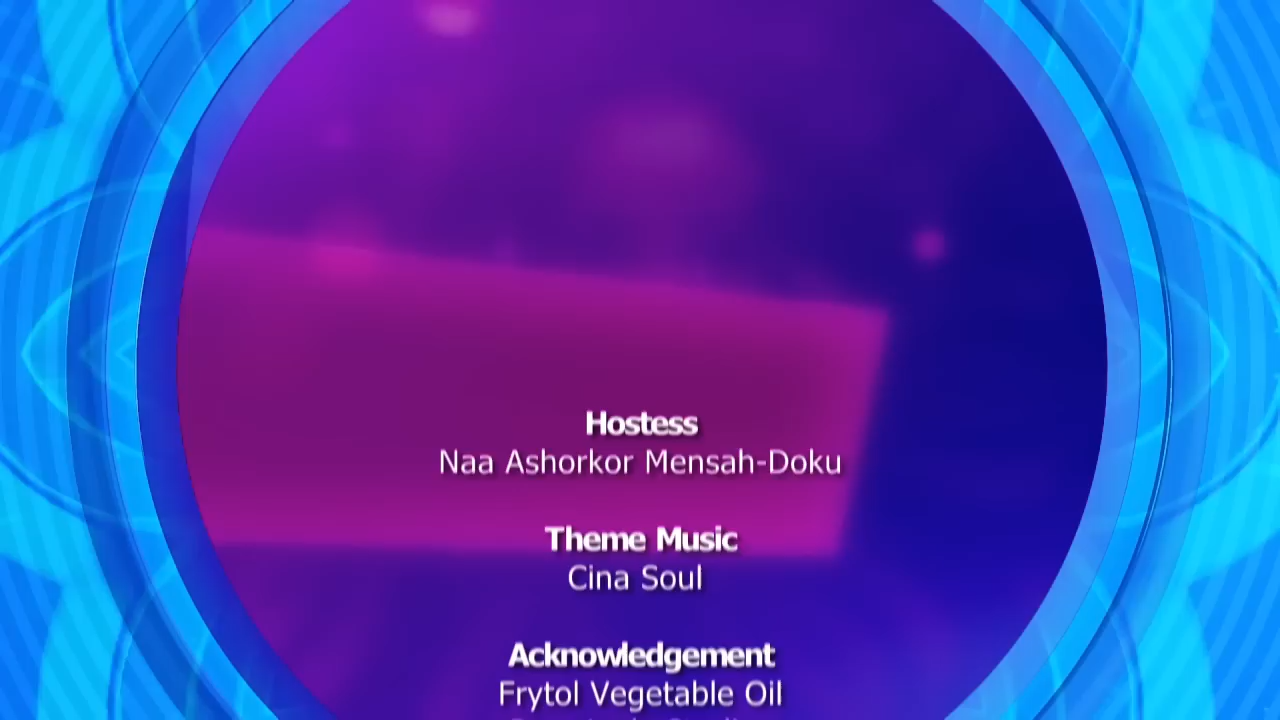 Hostess
Naa Ashorkor Mensah-Doku
Theme Music
Cina Soul
Acknowledgement
Frytol Vegetable Oil